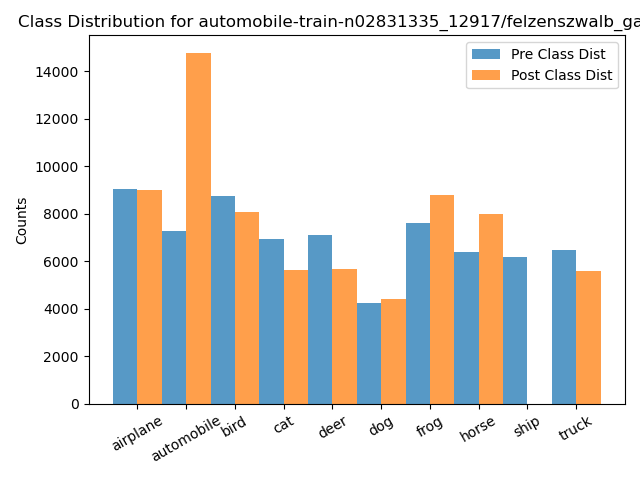 Class Distribution for automobile-train-n02831335_12917/felzenszwalb_ga
Pre Class Dist
Post Class Dist
14000
12000
10000
8000
6000
4000
2000
0
Counts
airplane
automobile
bird
cat
deer
dog
frog
horse
ship
truck